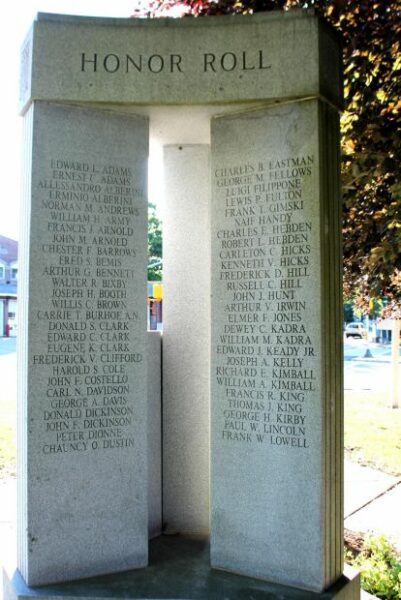 HONOR ROLL
EDWARD L. ADAMS
ERNEST C. ADAMS
ALLESSANDRO ALBERINI
ERMINIO ALBERINI
NORMAN M. ANDREWS
WILLIAM H. ARMY
FRANCIS J. ARNOLD
JOHN M. ARNOLD
CHESTER F. BARROWS
FRED S. BEMIS
ARTHUR G. BENNETT
WALTER R. BIXBY
JOSEPH H. BOOTH
WILLIS C. BROWN
CARRIE T. BURHOE A.N.
DONALD S. CLARK
EDWARD C. CLARK
EUGENE K. CLARK
FREDERICK V. CLIFFORD
HAROLD S. COLE
JOHN F. COSTELLO
CARL N. DAVIDSON
GEORGE A. DAVIS
DONALD DICKINSON
JOHN F. DICKINSON
PETER DIONNE
CHAUNCY O. DUSTIN
CHARLES B. EASTMAN
GEORGE M. FELLOWS
LUIGI FILIPPONE
LEWIS P. FULTON
FRANK T. GIMSKI
NAIF HANDY
CHARLES E. HEBDEN
ROBERT L. HEBDEN
CARLETON C. HICKS
KENNETH V. HICKS
FREDERICK D. HILL
RUSSELL C. HILL
JOHN J. HUNT
ARTHUR V. IRWIN
ELMER F. JONES
DEWEY C. KADRA
WILLIAM M. KADRA
EDWARD J. KEADY JR
JOSEPH A. KELLY
RICHARD E. KIMBALL
WILLIAM A. KIMBALL
FRANCIS R. KING
THOMAS J. KING
GEORGE H. KIRBY
PAUL W. LINCOLN
FRANK W. LOWELL